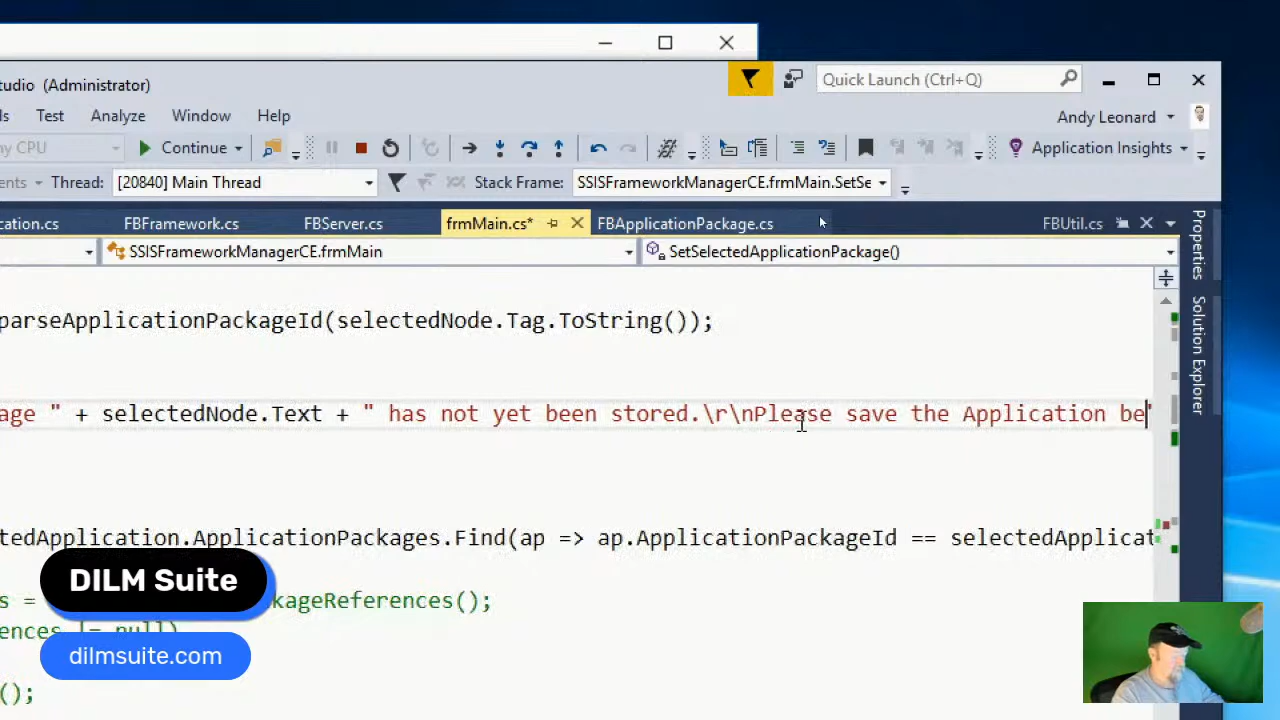 tudio (Administrator)
Quick Launch (Ctrl+Q)
ls Test Analyze Window Help
Andy Leonard
ny CPU Continue Application Insights
ents Thread: [20840] Main Thread Stack Frame: SSISFrameworkManagerCE.frmMain.SetSe
cation.cs FBFramework.cs FBServer.cs frmMain.cs* FBApplicationPackage.cs FBUtil.cs
SSISFrameworkManagerCE.frmMain SetSelectedApplicationPackage()
Properties
Solution Explorer
parseApplicationPackageId(selectedNode.Tag.ToString());
age " + selectedNode.Text + " has not yet been stored.\r\nPlease save the Application be"
tedApplication.ApplicationPackages.Find(ap => ap.ApplicationPackageId == selectedApplicat
s = kageReferences();
ences != null)
();
DILM Suite
dilmsuite.com